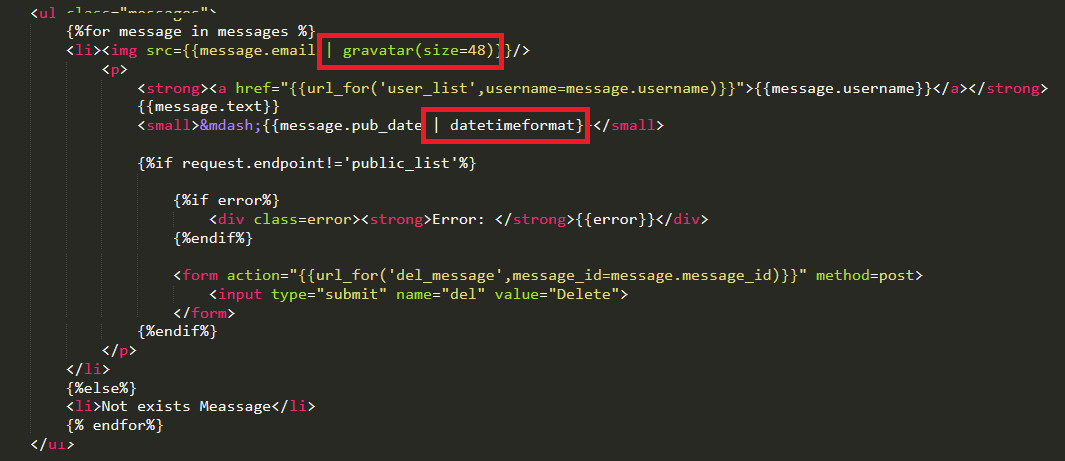 <ul class="messages">
{%for message in messages %}
<li><img src={{message.email | gravatar(size=48)}}/>
<p>
<strong><a href="{{url_for('user_list',username=message.username)}}">{{message.username}}</a></strong>
{{message.text}}
<small>&mdash;{{message.pub_date | datetimeformat}}</small>
{%if request.endpoint!='public_list'%}
{%if error%}
<div class=error><strong>Error: </strong>{{error}}</div>
{%endif%}
<form action="{{url_for('del_message',message_id=message.message_id)}}" method=post>
<input type="submit" name="del" value="Delete">
</form>
{%endif%}
</p>
</li>
{%else%}
<li>Not exists Meassage</li>
{% endfor%}
</ul>